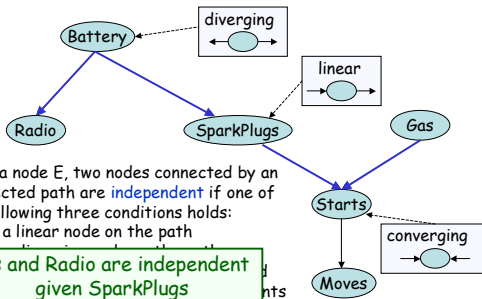 diverging
Battery
linear
Radio
SparkPlugs
Gas
a node E, two nodes connected by an
ected path are independent if one of
llowing three conditions holds:
a linear node on the path
Starts
converging
s and Radio are independent
given SparkPlugs
nts
Moves